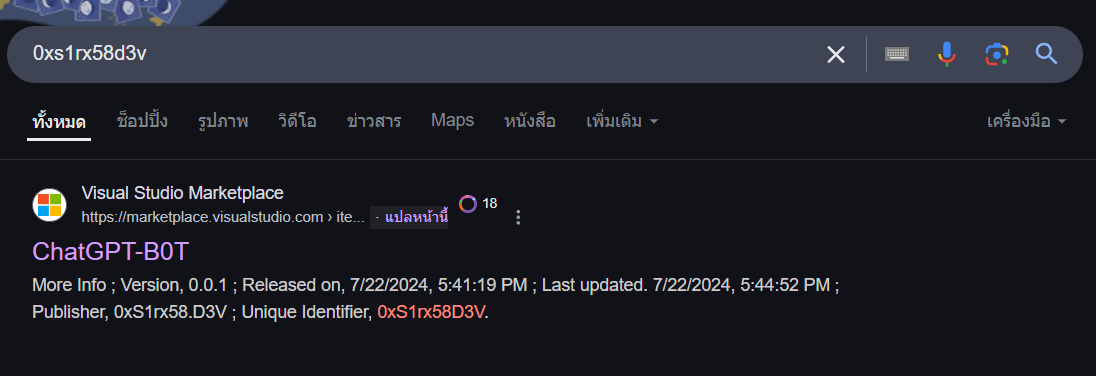 0xs1rx58d3v
ทั้งหมด ช็อปปิ้ง รูปภาพ วิดีโอ ข่าวสาร Maps หนังสือ เพิ่มเติม เครื่องมือ
Visual Studio Marketplace
https://marketplace.visualstudio.com › ite... · แปลหน้านี้ 18
ChatGPT-B0T
More Info ; Version, 0.0.1 ; Released on, 7/22/2024, 5:41:19 PM ; Last updated. 7/22/2024, 5:44:52 PM ;
Publisher, 0xS1rx58.D3V ; Unique Identifier, 0xS1rx58D3V.